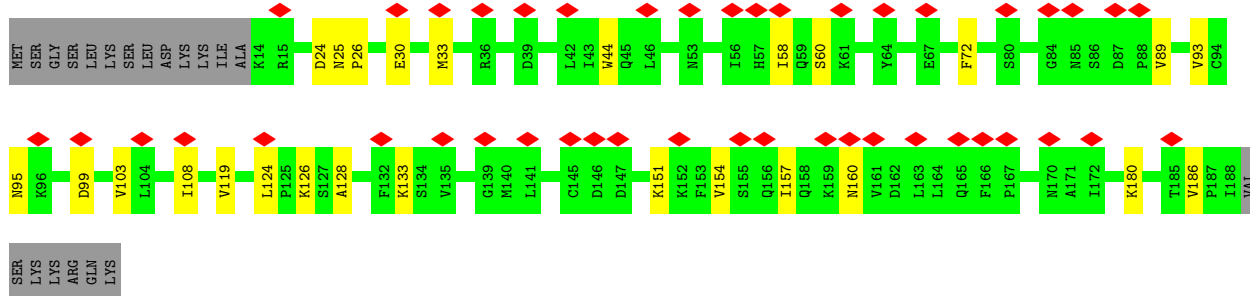 MET SER GLY SER LEU LYS SER LEU ASP LYS LYS ILE ALA K14 R15 D24 N25 P26 E30 M33 R36 D39 L42 I43 W44 Q45 L46 N53 I56 H57 I58 Q59 S60 K61 Y64 E67 F72 S80 G84 N85 S86 D87 P88 V89 V93 C94
N95 K96 D99 V103 L104 I108 V119 L124 P125 K126 S127 A128 F132 K133 S134 V135 G139 M140 L141 C145 D146 D147 K151 K152 F153 V154 S155 Q156 I157 Q158 K159 N160 V161 D162 L163 L164 Q165 F166 P167 N170 A171 I172 K180 T185 V186 P187 I188 VAL
SER LYS LYS ARG GLN LYS